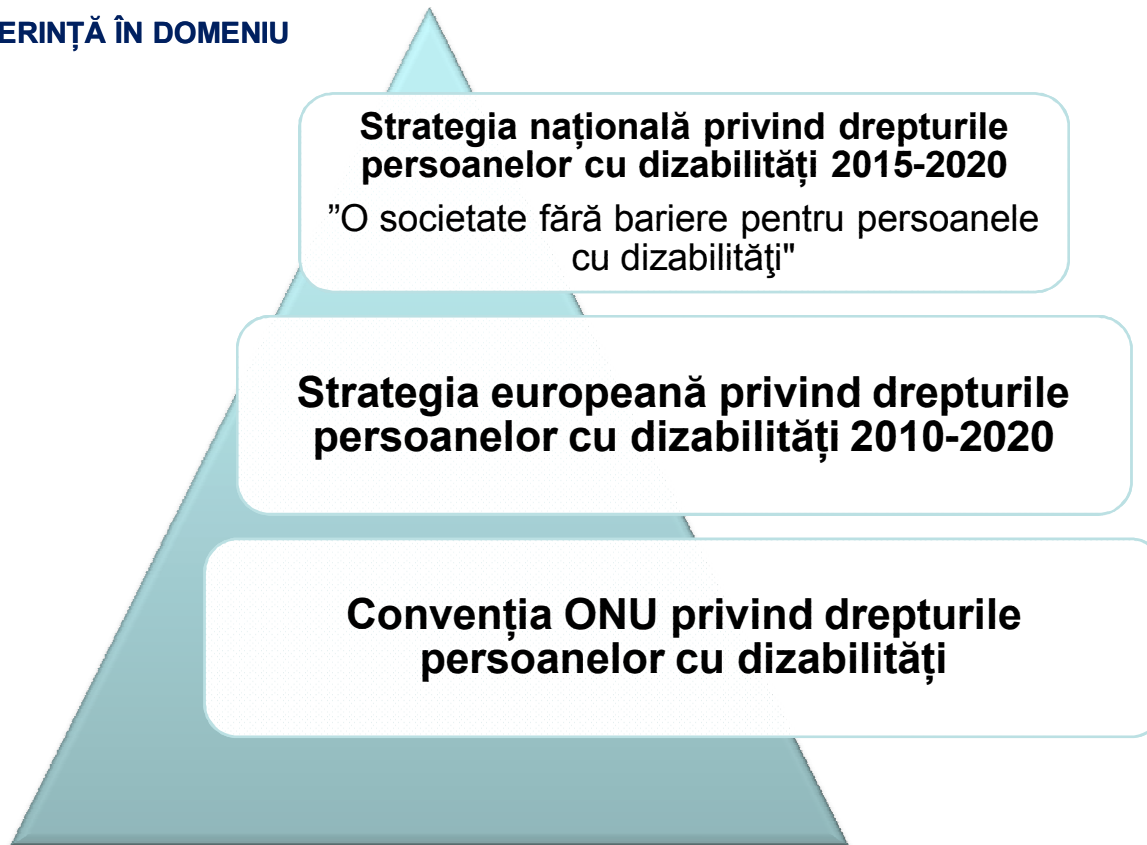 ERINȚĂ ÎN DOMENIU
Strategia națională privind drepturile
persoanelor cu dizabilități 2015-2020
”O societate fără bariere pentru persoanele
cu dizabilităţi"
Strategia europeană privind drepturile
persoanelor cu dizabilități 2010-2020
Convenția ONU privind drepturile
persoanelor cu dizabilități